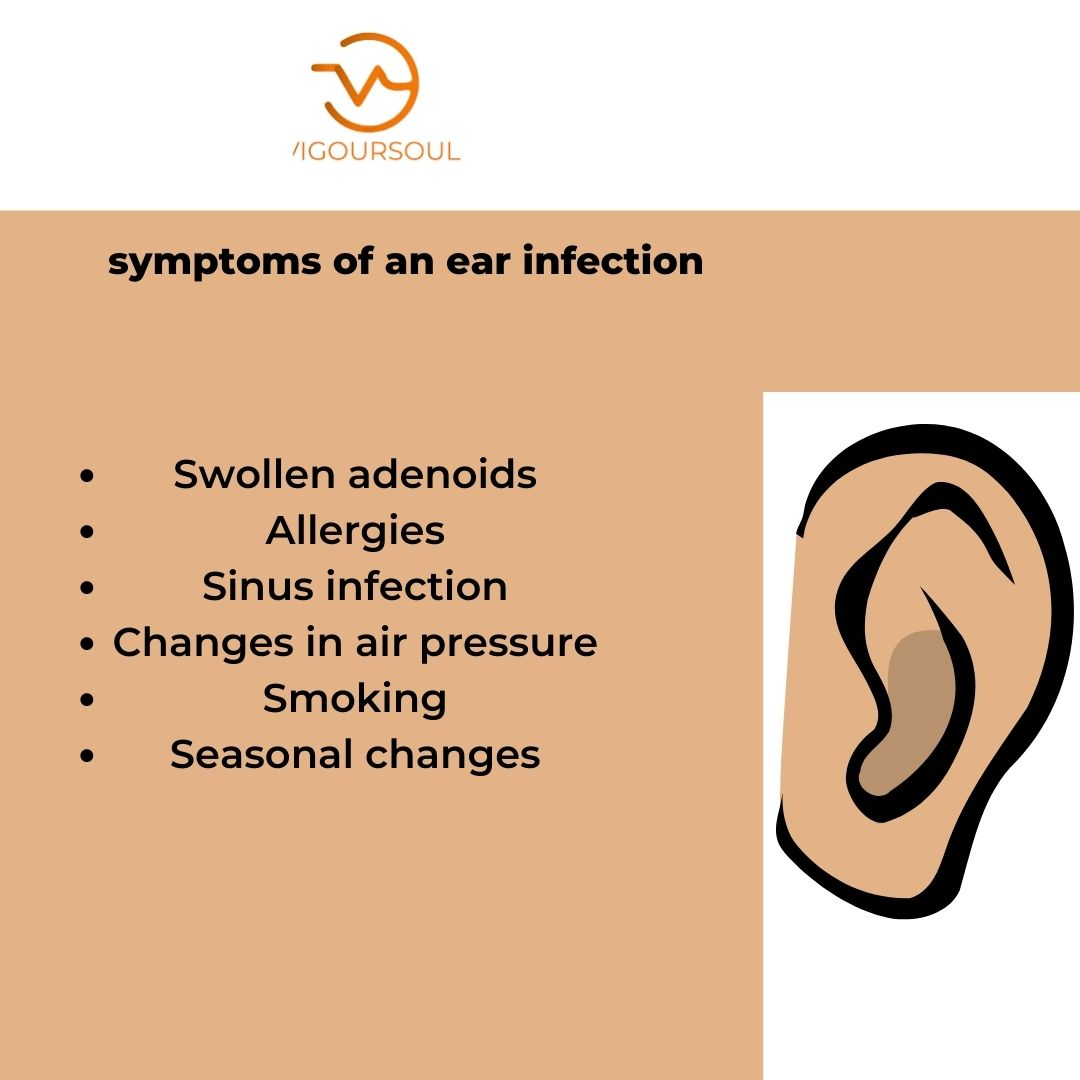 VIGOURSOUL
symptoms of an ear infection
• Swollen adenoids
• Allergies
• Sinus infection
• Changes in air pressure
• Smoking
• Seasonal changes